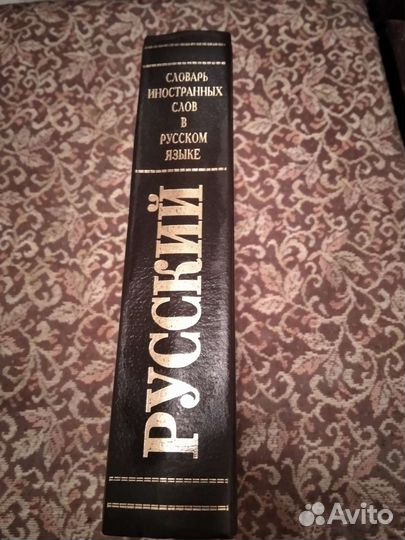 СЛОВАРЬ
ИНОСТРАННЫХ
СЛОВ
В
РУССКОМ
ЯЗЫКЕ
РУССКИЙ
Avito